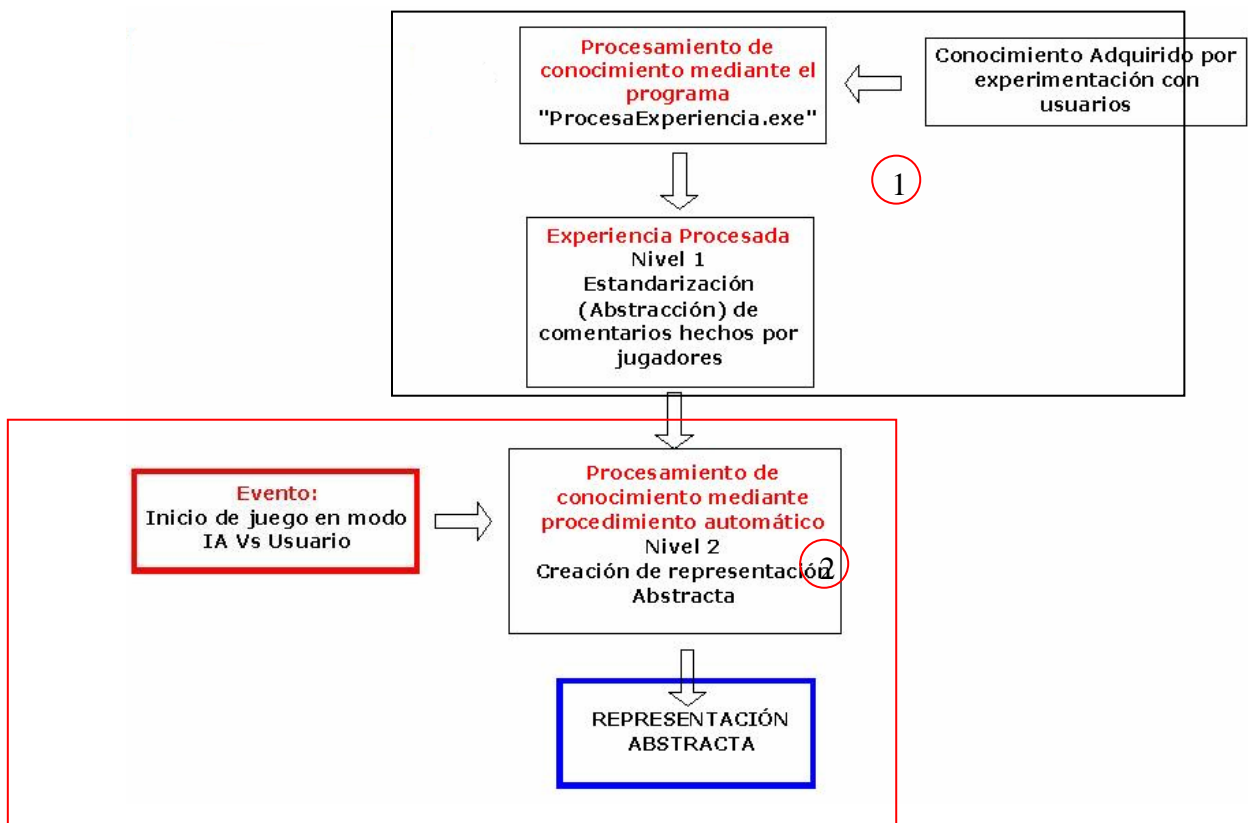 Procesamiento de
conocimiento mediante el
programa
"ProcesaExperiencia.exe"
Conocimiento Adquirido por
experimentación con
usuarios
1
Experiencia Procesada
Nivel 1
Estandarización
(Abstracción) de
comentarios hechos por
jugadores
Evento:
Inicio de juego en modo
IA Vs Usuario
Procesamiento de
conocimiento mediante
procedimiento automático
Nivel 2
Creación de representación
Abstracta
2
REPRESENTACIÓN
ABSTRACTA